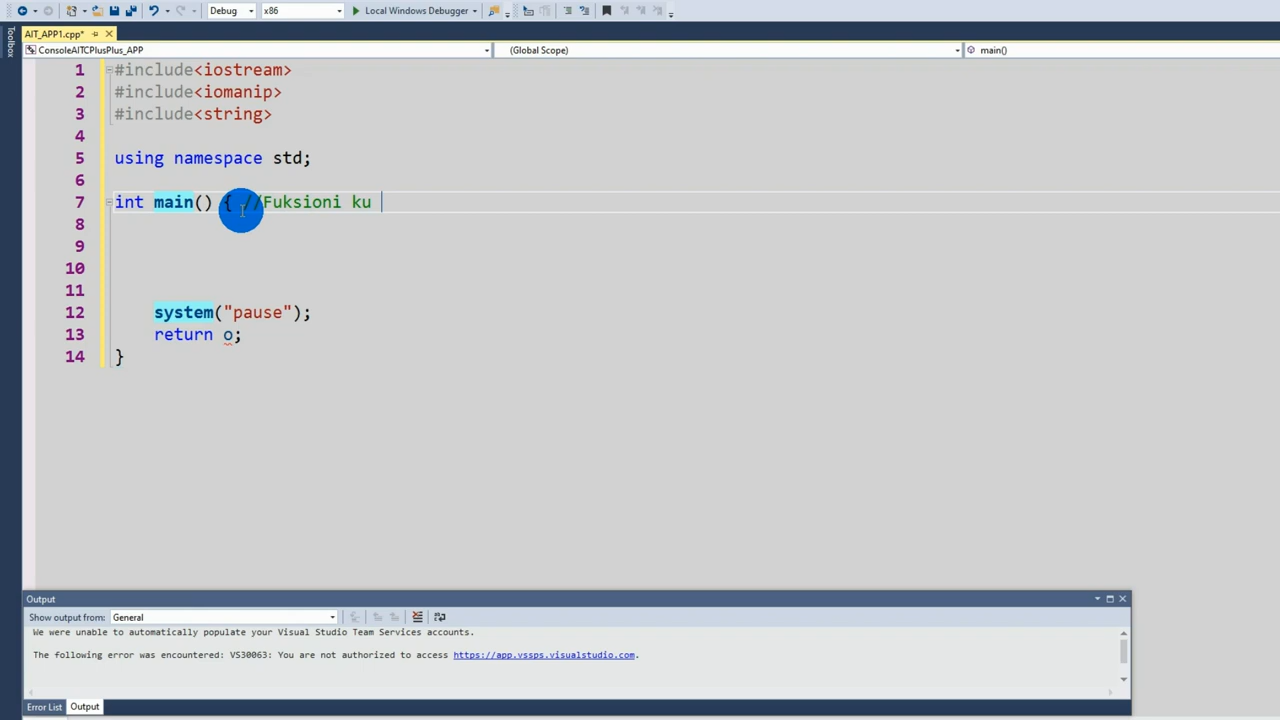 Debug x86 Local Windows Debugger
Toolbox
AIT_APP1.cpp*
ConsoleAITCPlusPlus_APP (Global Scope) main()
1 #include<iostream>
2 #include<iomanip>
3 #include<string>
4
5 using namespace std;
6
7 int main() { //Fuksioni ku
8
9
10
11
12 system("pause");
13 return o;
14 }
Output
Show output from: General
We were unable to automatically populate your Visual Studio Team Services accounts.
The following error was encountered: VS30063: You are not authorized to access https://app.vssps.visualstudio.com.
Error List Output